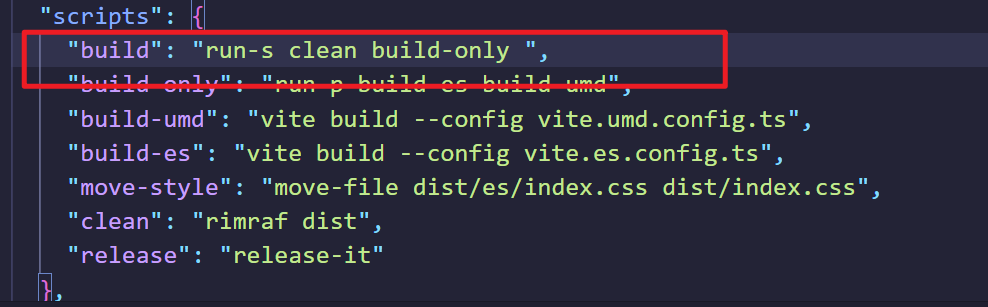 "scripts": {
"build": "run-s clean build-only ",
"build-only": "run-p build-es build-umd",
"build-umd": "vite build --config vite.umd.config.ts",
"build-es": "vite build --config vite.es.config.ts",
"move-style": "move-file dist/es/index.css dist/index.css",
"clean": "rimraf dist",
"release": "release-it"
},